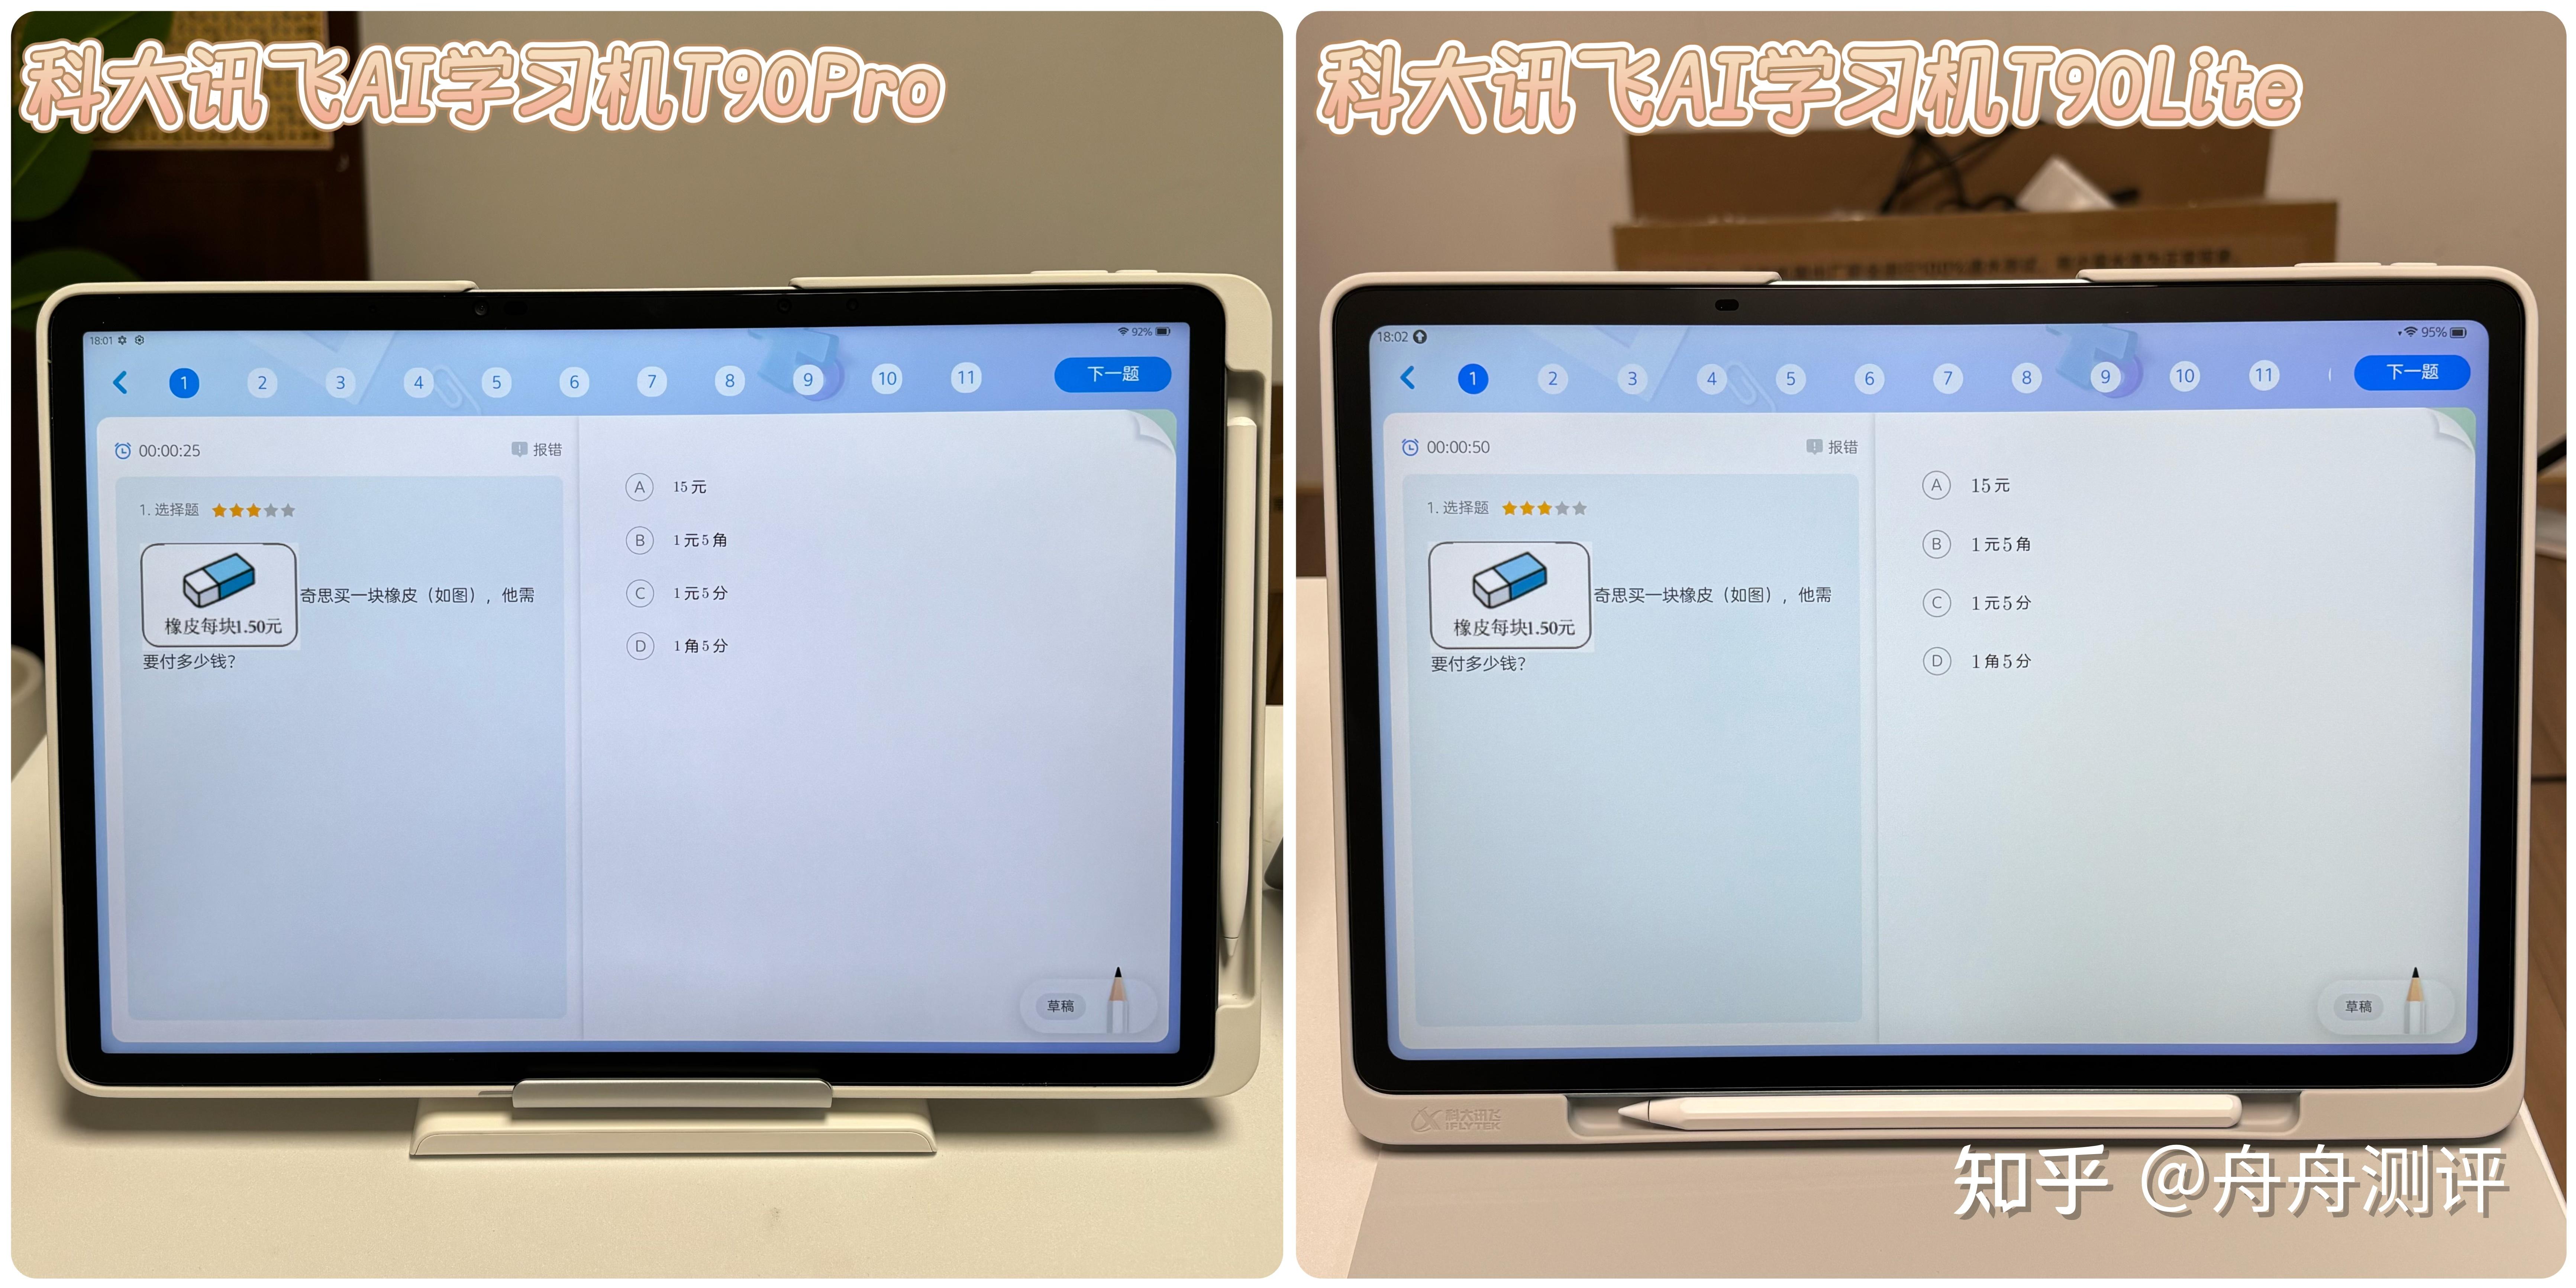 科大讯飞AI学习机T90Pro
18:01
92%
1 2 3 4 5 6 7 8 9 10 11
下一题
00:00:25
报错
1. 选择题
橡皮每块1.50元
奇思买一块橡皮（如图），他需
要付多少钱？
A 15元
B 1元5角
C 1元5分
D 1角5分
草稿
科大讯飞AI学习机T90Lite
18:02
95%
1 2 3 4 5 6 7 8 9 10 11
下一题
00:00:50
报错
1. 选择题
橡皮每块1.50元
奇思买一块橡皮（如图），他需
要付多少钱？
A 15元
B 1元5角
C 1元5分
D 1角5分
草稿
科大讯飞
IFLYTEK
知乎 @舟舟测评